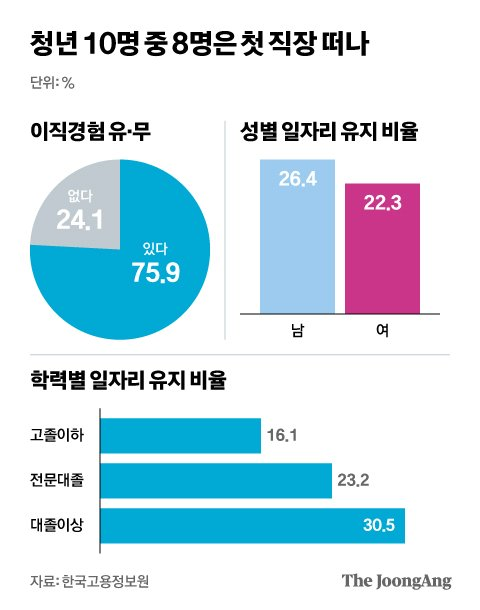 청년 10명 중 8명은 첫 직장 떠나
단위: %
이직경험 유·무
없다
24.1
있다
75.9
성별 일자리 유지 비율
26.4
22.3
남
여
학력별 일자리 유지 비율
고졸이하
16.1
전문대졸
23.2
대졸이상
30.5
자료: 한국고용정보원
The JoongAng